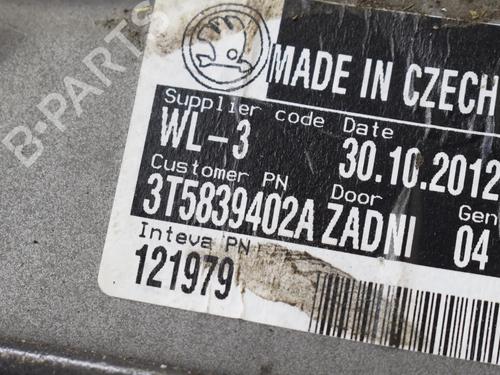 B-PARTS
MADE IN CZECH
Supplier code Date
WL-3 30.10.2012
Customer PN Door Gen
3T5839402A ZADNI 04
Inteva PN
121979